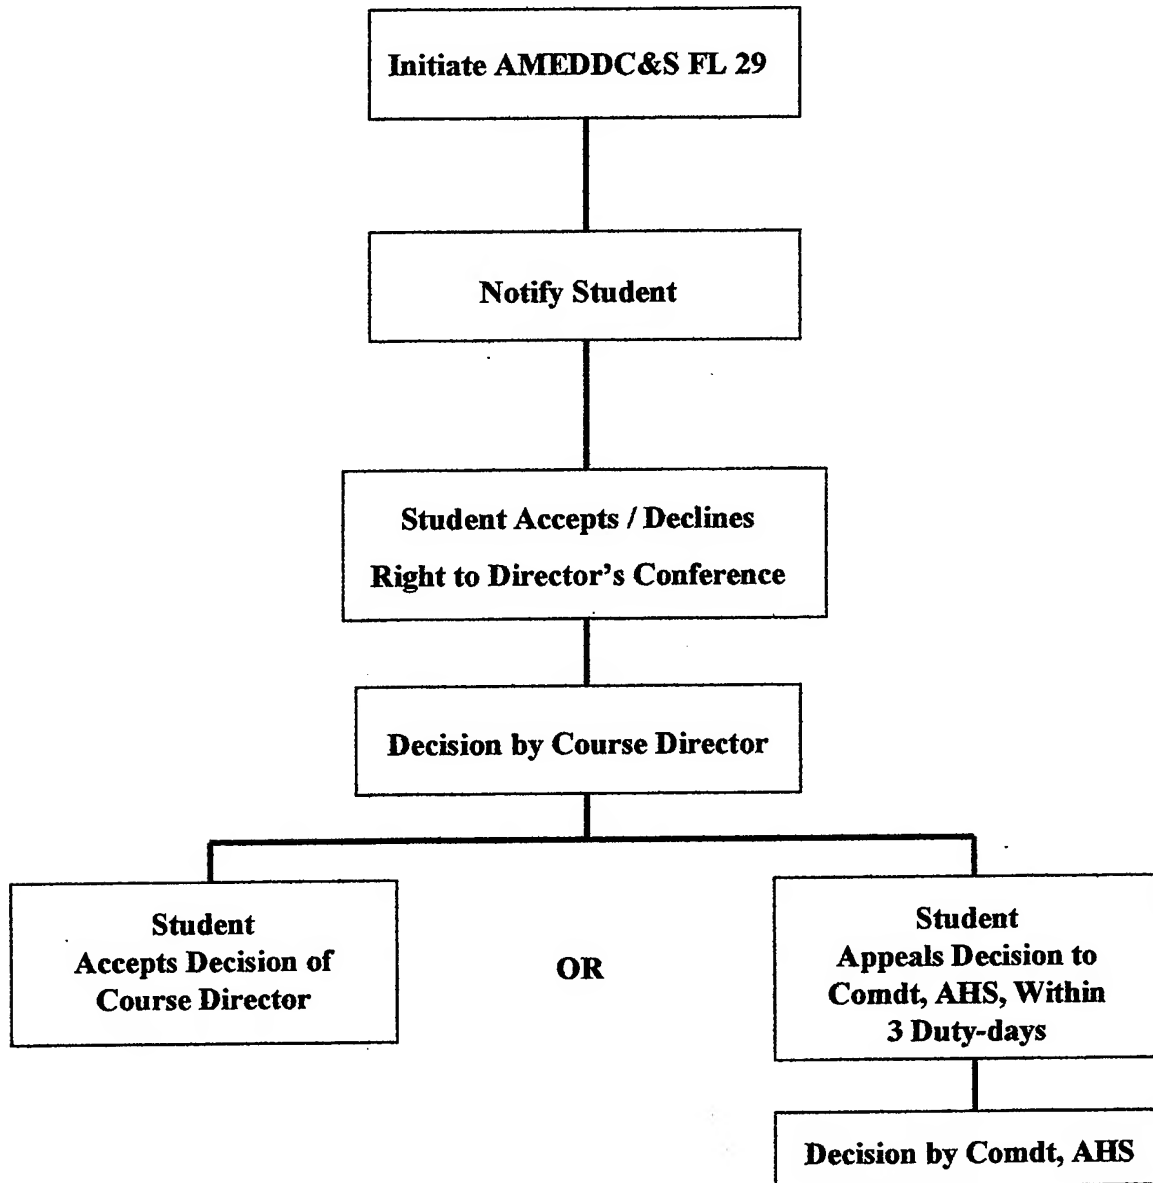 Initiate AMEDDC&S FL 29
Notify Student
Student Accepts / Declines
Right to Director's Conference
Decision by Course Director
Student
Accepts Decision of
Course Director
OR
Student
Appeals Decision to
Comdt, AHS, Within
3 Duty-days
Decision by Comdt, AHS